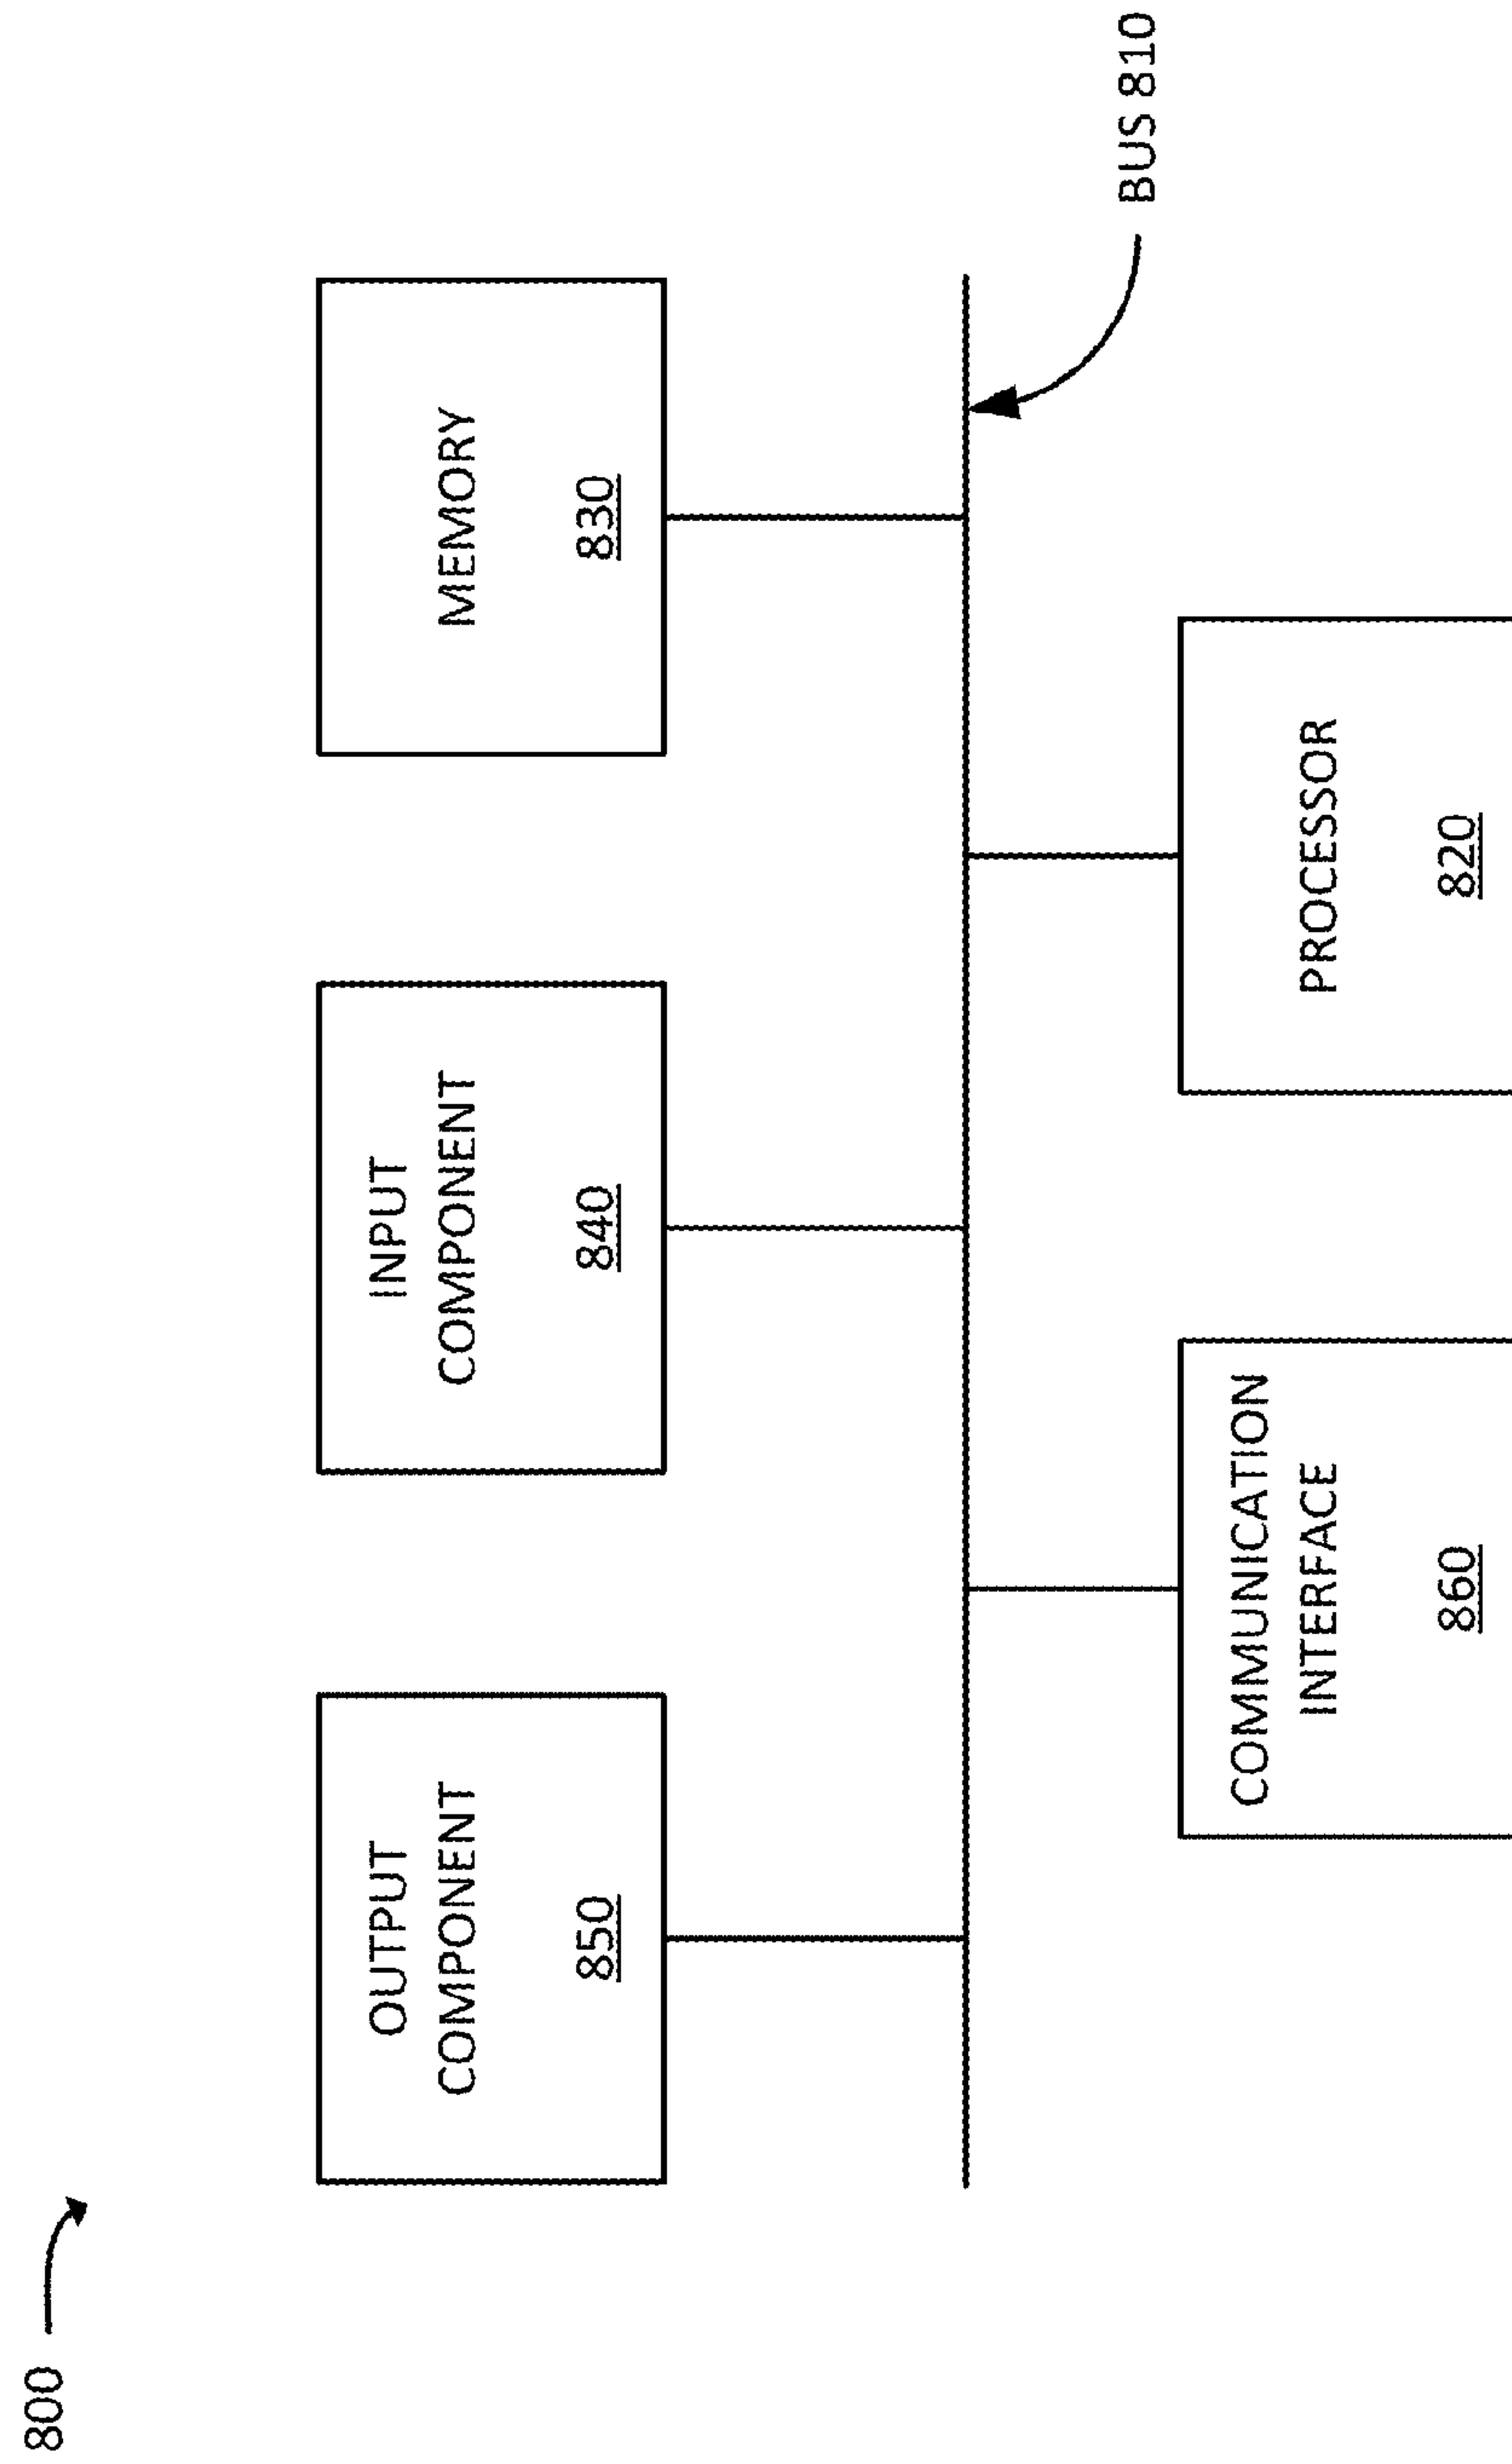 800
OUTPUT
COMPONENT
850
INPUT
COMPONENT
840
MEMORY
830
BUS 810
COMMUNICATION
INTERFACE
860
PROCESSOR
820